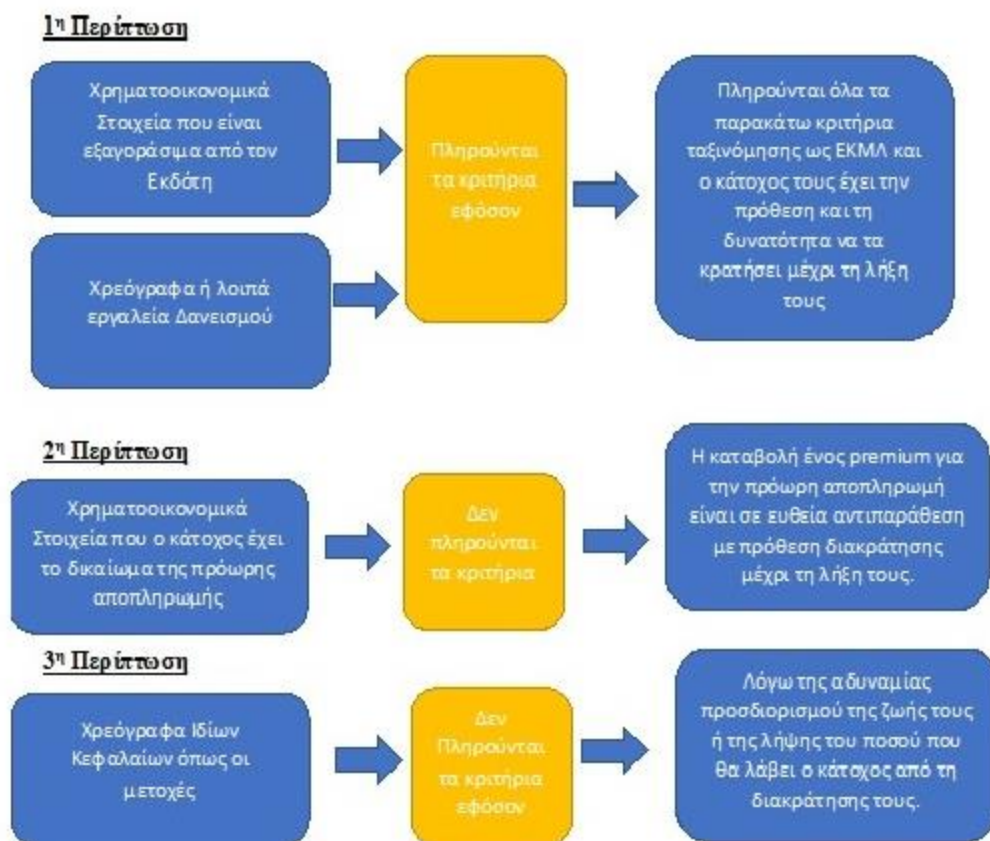 1η Περίπτωση
Χρηματοοικονομικά
Στοιχεία που είναι
εξαγοράσιμα από τον
Εκδότη
Χρεόγραφα ή λοιπά
εργαλεία Δανεισμού
Πληρούνται
τα κριτήρια
εφόσον
Πληρούνται όλα τα
παρακάτω κριτήρια
ταξινόμησης ως ΕΚΜΛ και
ο κάτοχος τους έχει την
πρόθεση και τη
δυνατότητα να τα
κρατήσει μέχρι τη λήξη
τους
2η Περίπτωση
Χρηματοοικονομικά
Στοιχεία που ο κάτοχος έχει
το δικαίωμα της πρόωρης
αποπληρωμής
Δεν
πληρούνται
τα κριτήρια
Η καταβολή ένος premium για
την πρόωρη αποπληρωμή
είναι σε ευθεία αντιπαράθεση
με πρόθεση διακράτησης
μέχρι τη λήξη τους.
3η Περίπτωση
Χρεόγραφα Ιδίων
Κεφαλαίων όπως οι
μετοχές
Δεν
Πληρούνται
τα κριτήρια
εφόσον
Λόγω της αδυναμίας
προσδιορισμού της ζωής τους
ή της λήψης του ποσού που
θα λάβει ο κάτοχος από τη
διακράτησης τους.